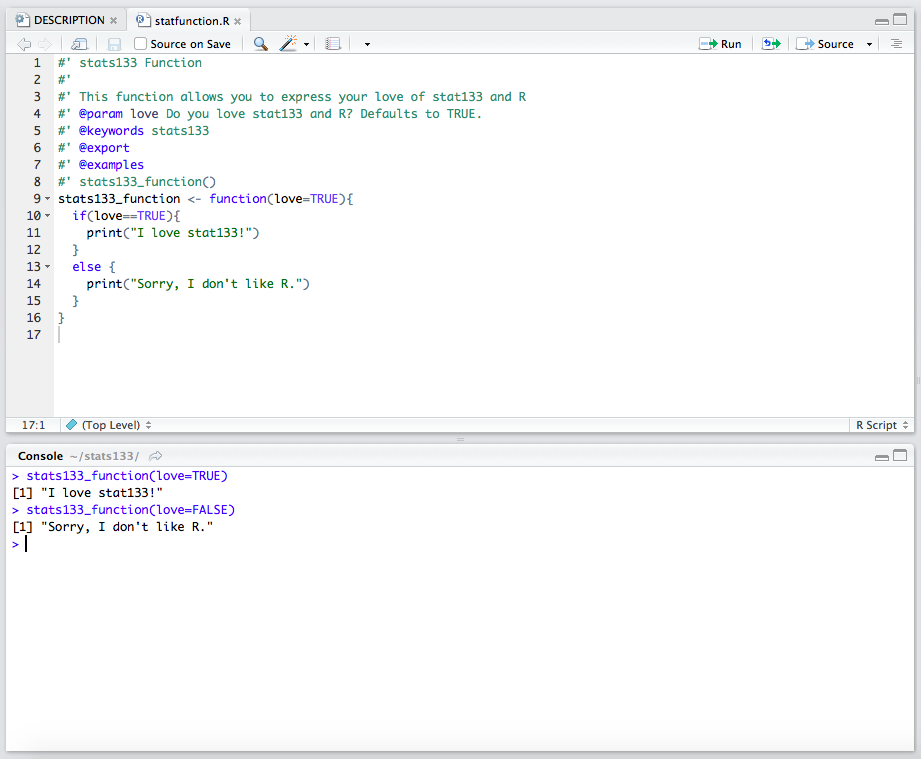 DESCRIPTION
statfunction.R
Source on Save
Run
Source
1 #' stats133 Function
2 #'
3 #' This function allows you to express your love of stat133 and R
4 #' @param love Do you love stat133 and R? Defaults to TRUE.
5 #' @keywords stats133
6 #' @export
7 #' @examples
8 #' stats133_function()
9 stats133_function <- function(love=TRUE){
10   if(love==TRUE){
11     print("I love stat133!")
12   }
13   else {
14     print("Sorry, I don't like R.")
15   }
16 }
17
17:1 (Top Level) R Script
Console ~/stats133/
> stats133_function(love=TRUE)
[1] "I love stat133!"
> stats133_function(love=FALSE)
[1] "Sorry, I don't like R."
>